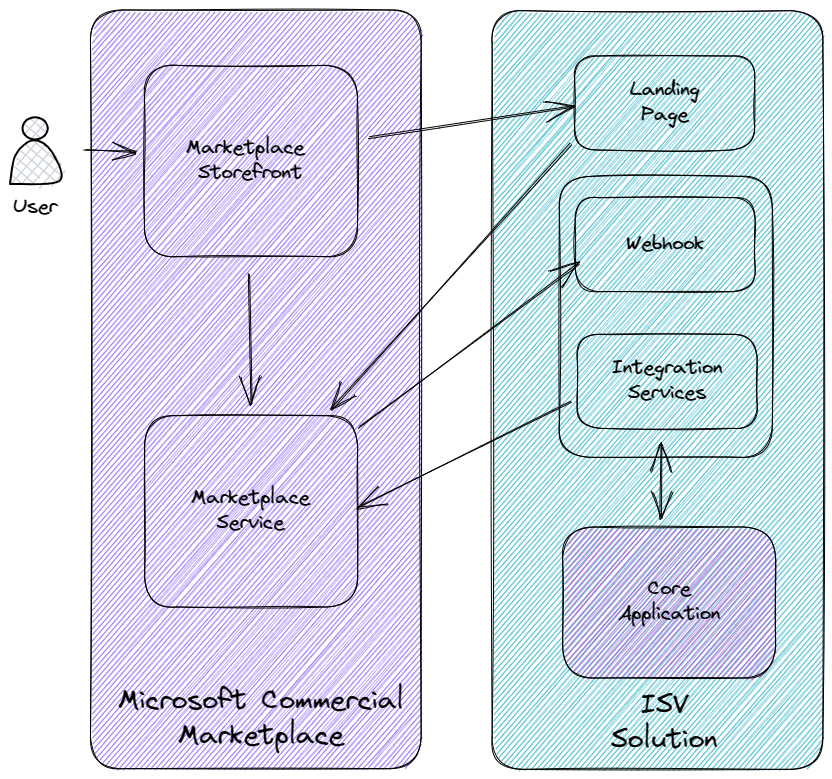 User
Marketplace
Storefront
Marketplace
Service
Microsoft Commercial
Marketplace
Landing
Page
Webhook
Integration
Services
Core
Application
ISV
Solution